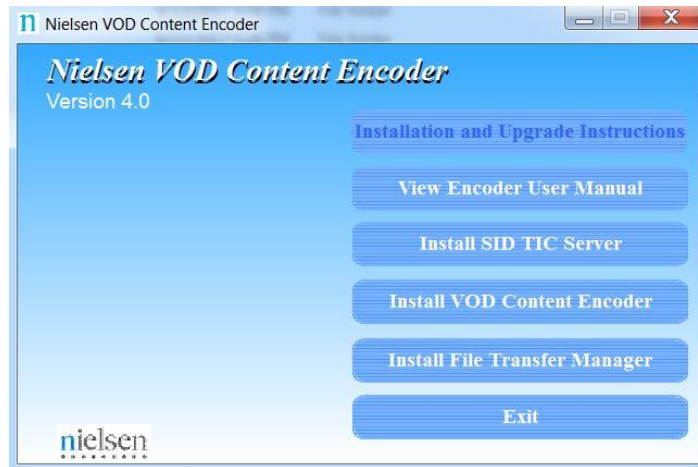 Nielsen VOD Content Encoder
Nielsen VOD Content Encoder
Version 4.0
Installation and Upgrade Instructions
View Encoder User Manual
Install SID TIC Server
Install VOD Content Encoder
Install File Transfer Manager
Exit
nielsen